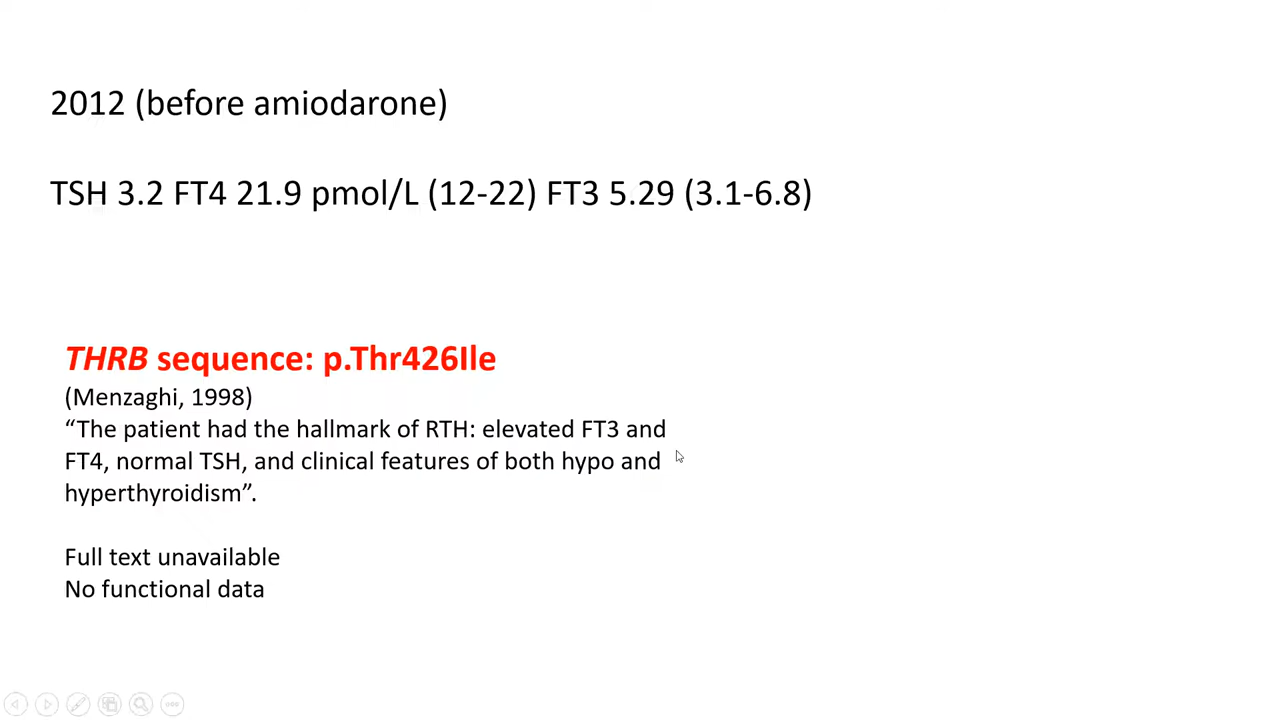 2012 (before amiodarone)
TSH 3.2 FT4 21.9 pmol/L (12-22) FT3 5.29 (3.1-6.8)
THRB sequence: p.Thr426Ile
(Menzaghi, 1998)
“The patient had the hallmark of RTH: elevated FT3 and
FT4, normal TSH, and clinical features of both hypo and
hyperthyroidism”.
Full text unavailable
No functional data